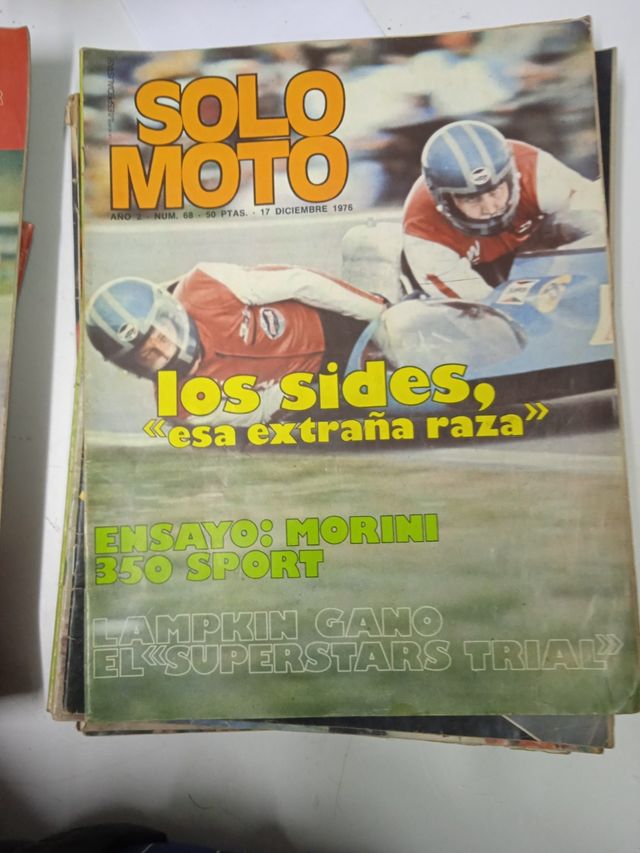 SOLO
MOTO
AÑO 2 - NUM. 68 - 50 PTAS. - 17 DICIEMBRE 1976
los sides,
«esa extraña raza»
ENSAYO: MORINI
350 SPORT
LAMPKIN GANO
EL «SUPERSTARS TRIAL»